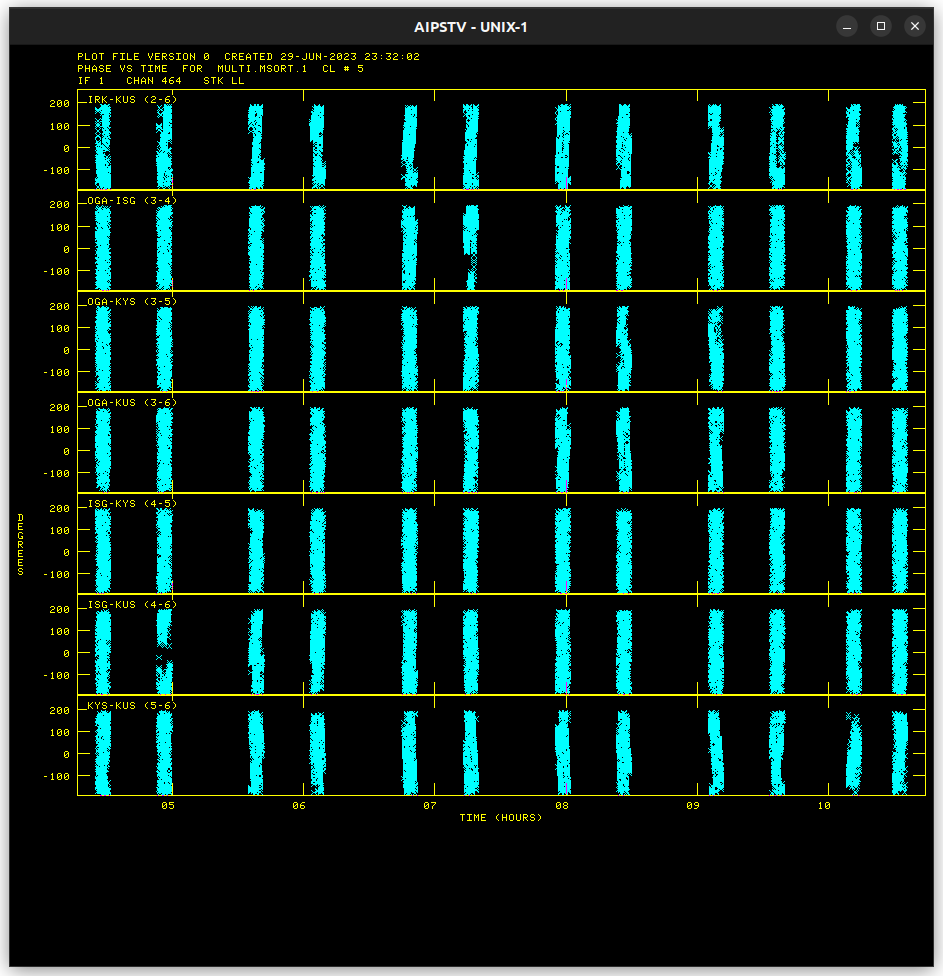 AIPSTV - UNIX-1
PLOT FILE VERSION 0 CREATED 29-JUN-2023 23:32:02
PHASE VS TIME FOR MULTI.MSORT.1 CL # 5
IF 1 CHAN 464 STK LL
IRK-KUS (2-6)
200
100
0
-100
OGA-ISG (3-4)
200
100
0
-100
OGA-KYS (3-5)
200
100
0
-100
OGA-KUS (3-6)
200
100
0
-100
ISG-KYS (4-5)
200
100
0
-100
DEGREES
ISG-KUS (4-6)
200
100
0
-100
KYS-KUS (5-6)
200
100
0
-100
05 06 07 08 09 10
TIME (HOURS)